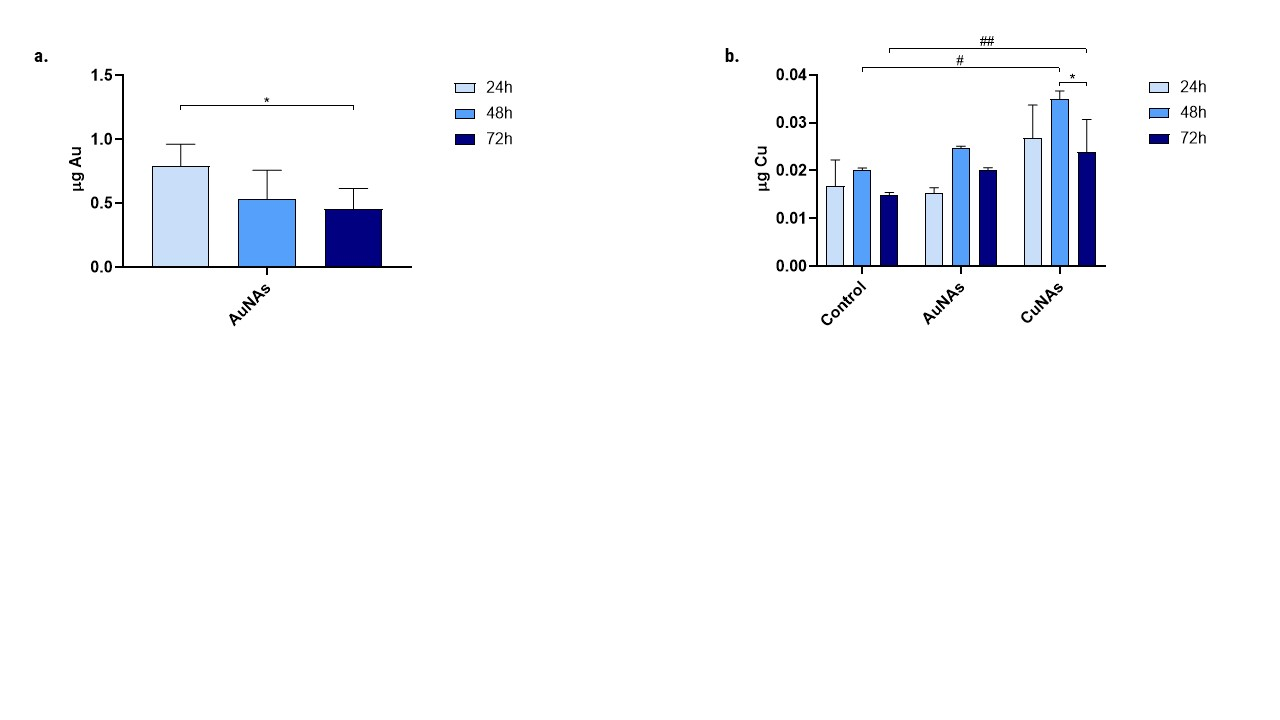 a.
1.5
1.0
0.5
0.0
µg Au
*
AuNAs
24h
48h
72h
b.
0.04
0.03
0.02
0.01
0.00
µg Cu
##
#
*
Control
AuNAs
CuNAs
24h
48h
72h